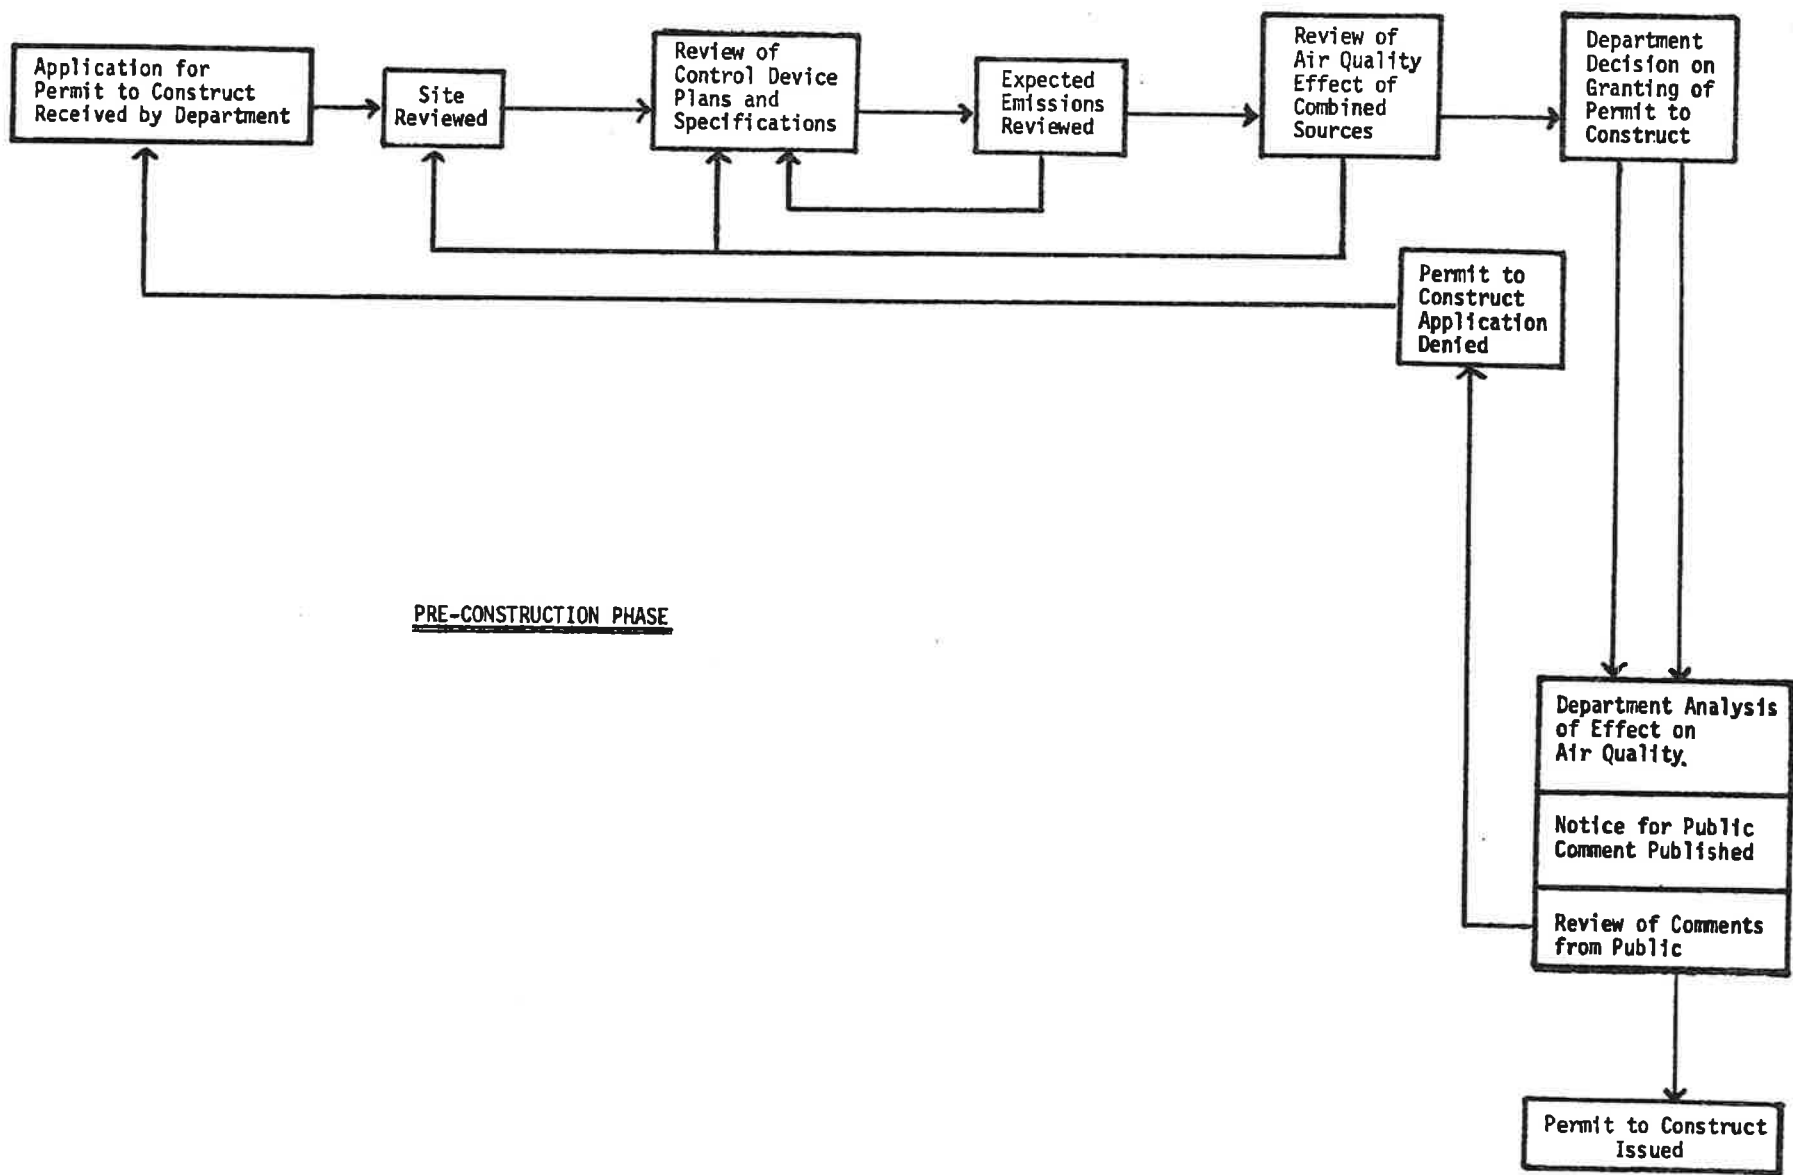 Application for
Permit to Construct
Received by Department
Site
Reviewed
Review of
Control Device
Plans and
Specifications
Expected
Emissions
Reviewed
Review of
Air Quality
Effect of
Combined
Sources
Department
Decision on
Granting of
Permit to
Construct
Permit to
Construct
Application
Denied
PRE-CONSTRUCTION PHASE
Department Analysis
of Effect on
Air Quality.
Notice for Public
Comment Published
Review of Comments
from Public
Permit to Construct
Issued